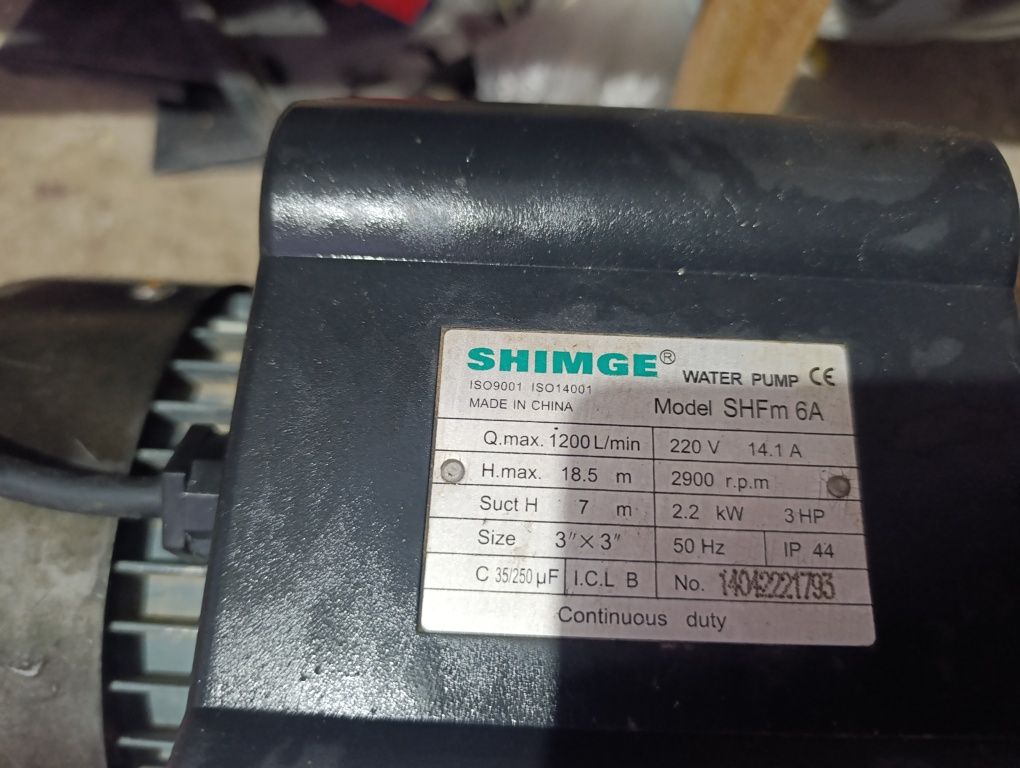 SHIMGE®
WATER PUMP CE
ISO9001 ISO14001
MADE IN CHINA
Model SHFm 6A
Q.max. 1200 L/min 220 V 14.1 A
H.max. 18.5 m 2900 r.p.m
Suct H 7 m 2.2 kW 3 HP
Size 3"×3" 50 Hz IP 44
C 35/250 μF I.C.L B No. 14042221793
Continuous duty